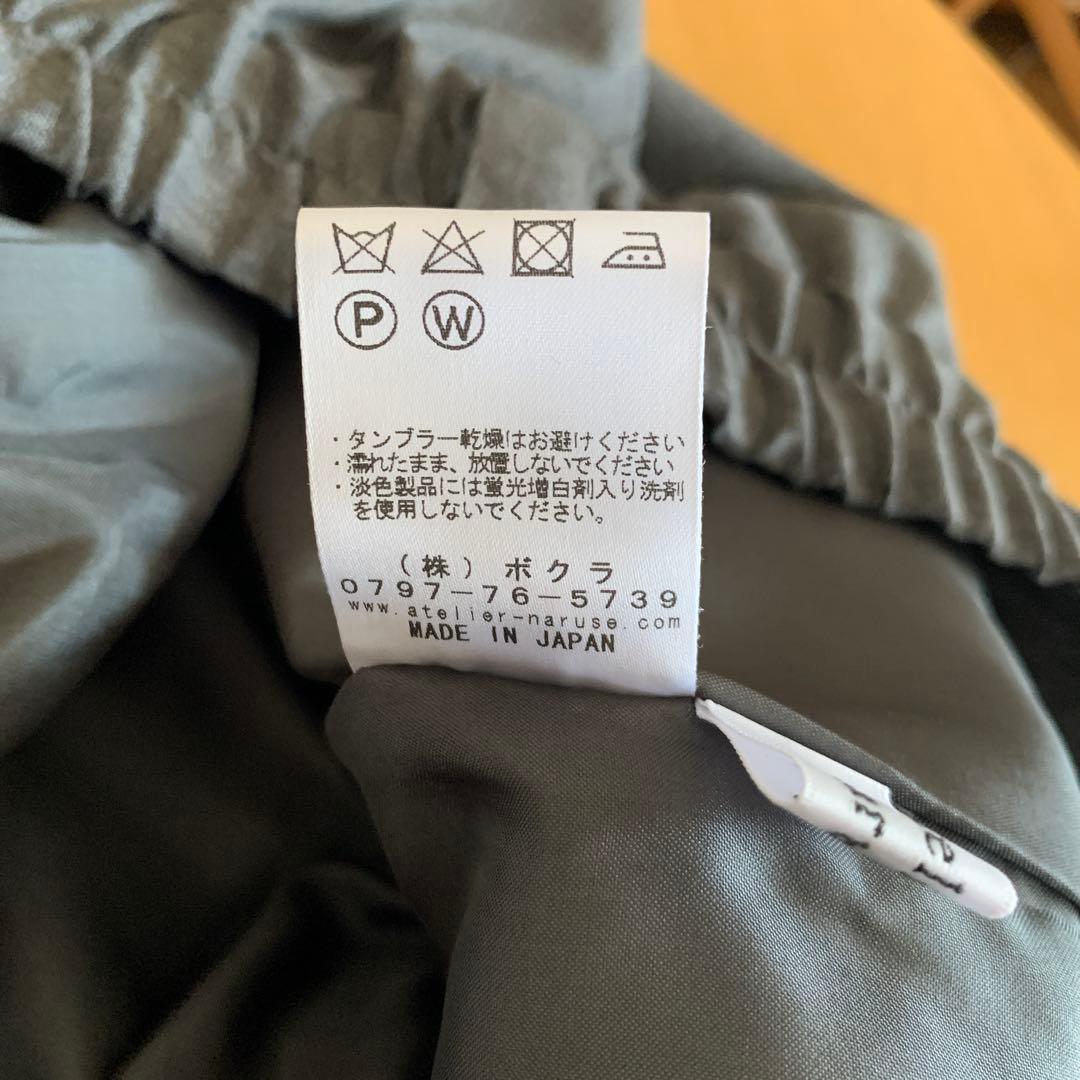 P W
・タンブラー乾燥はお避けください
・濡れたまま、放置しないでください
・淡色製品には蛍光増白剤入り洗剤
を使用しないでください。
(株) ボクラ
0797-76-5739
www.atelier-naruse.com
MADE IN JAPAN